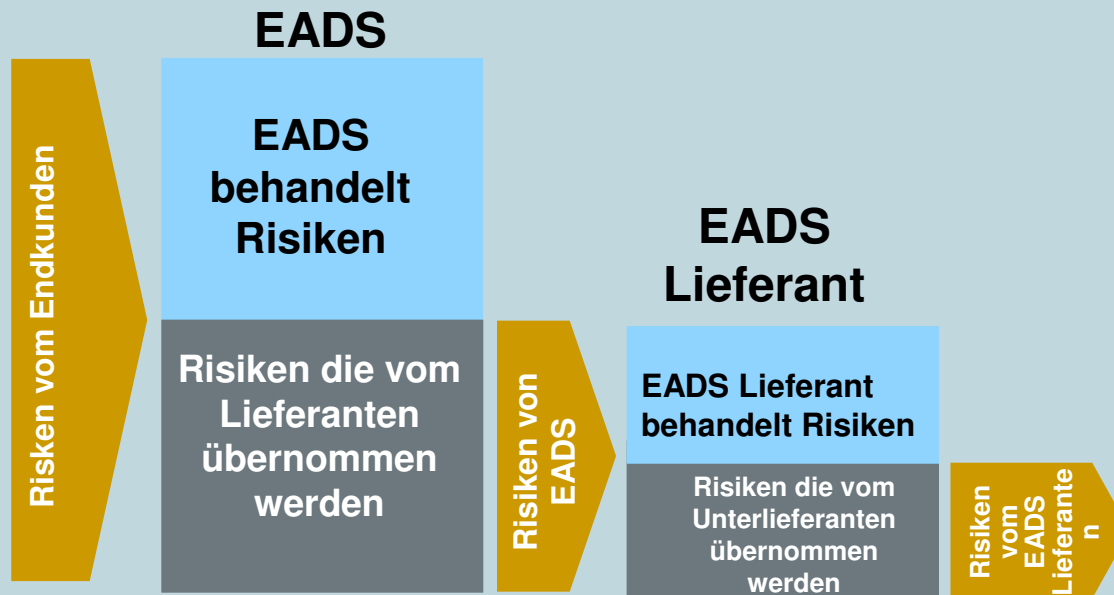 EADS
Risken vom Endkunden
EADS
behandelt
Risiken
Risiken die vom
Lieferanten
übernommen
werden
Risiken von
EADS
EADS
Lieferant
EADS Lieferant
behandelt Risiken
Risiken die vom
Unterlieferanten
übernommen
werden
Risiken
vom
EADS
Lieferante
n